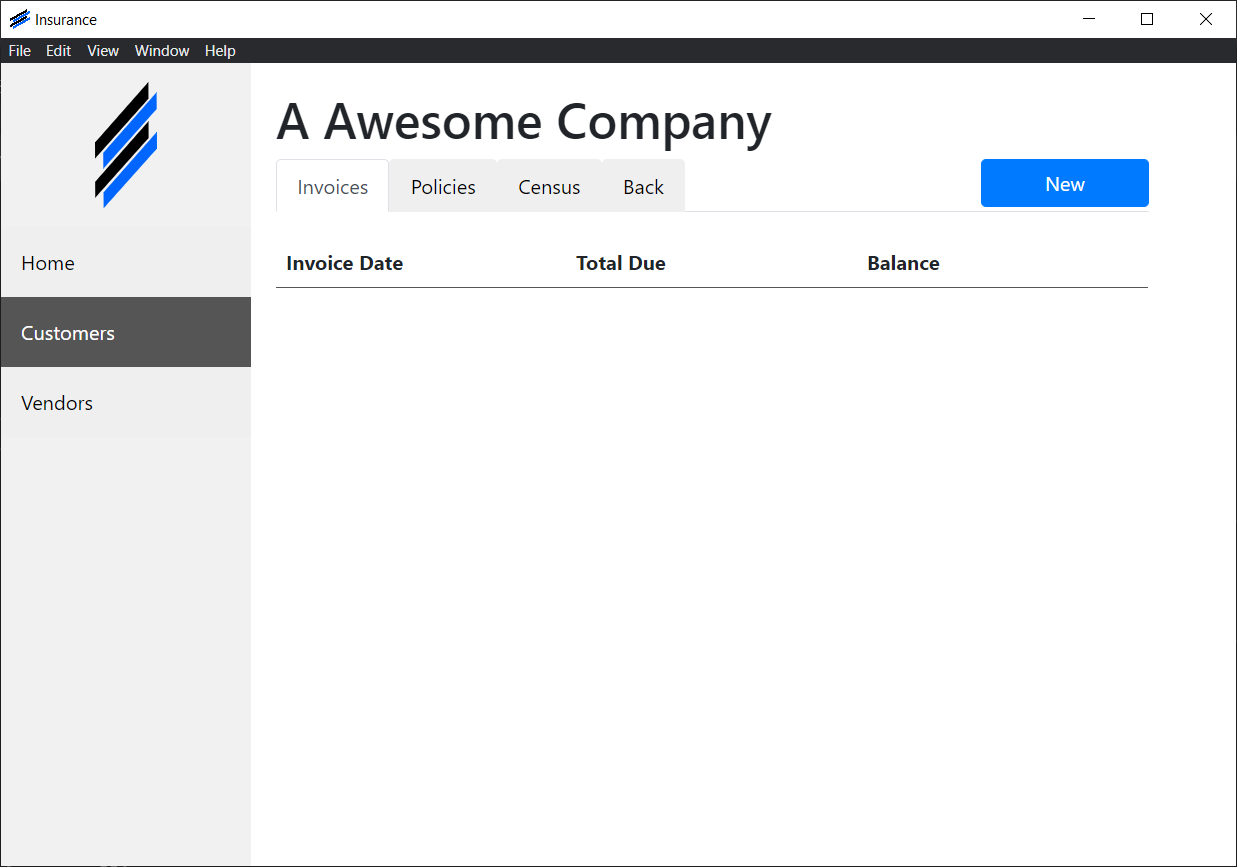 Insurance
File Edit View Window Help
A Awesome Company
Invoices Policies Census Back New
Home
Invoice Date Total Due Balance
Customers
Vendors